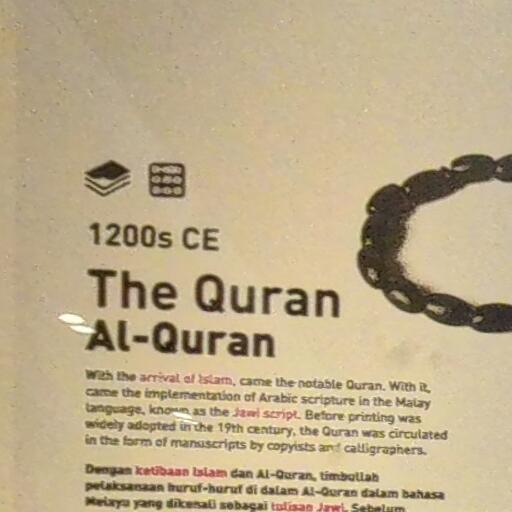 1200s CE
The Quran
Al-Quran
With the arrival of Islam, came the notable Quran. With it,
came the implementation of Arabic scripture in the Malay
language, known as the Jawi script. Before printing was
widely adopted in the 19th century, the Quran was circulated
in the form of manuscripts by copyists and calligraphers.
Dengan ketibaan Islam dan Al-Quran, timbullah
pelaksanaan huruf-huruf di dalam Al-Quran dalam bahasa
Melayu yang dikenali sebagai tulisan Jawi. Sebelum